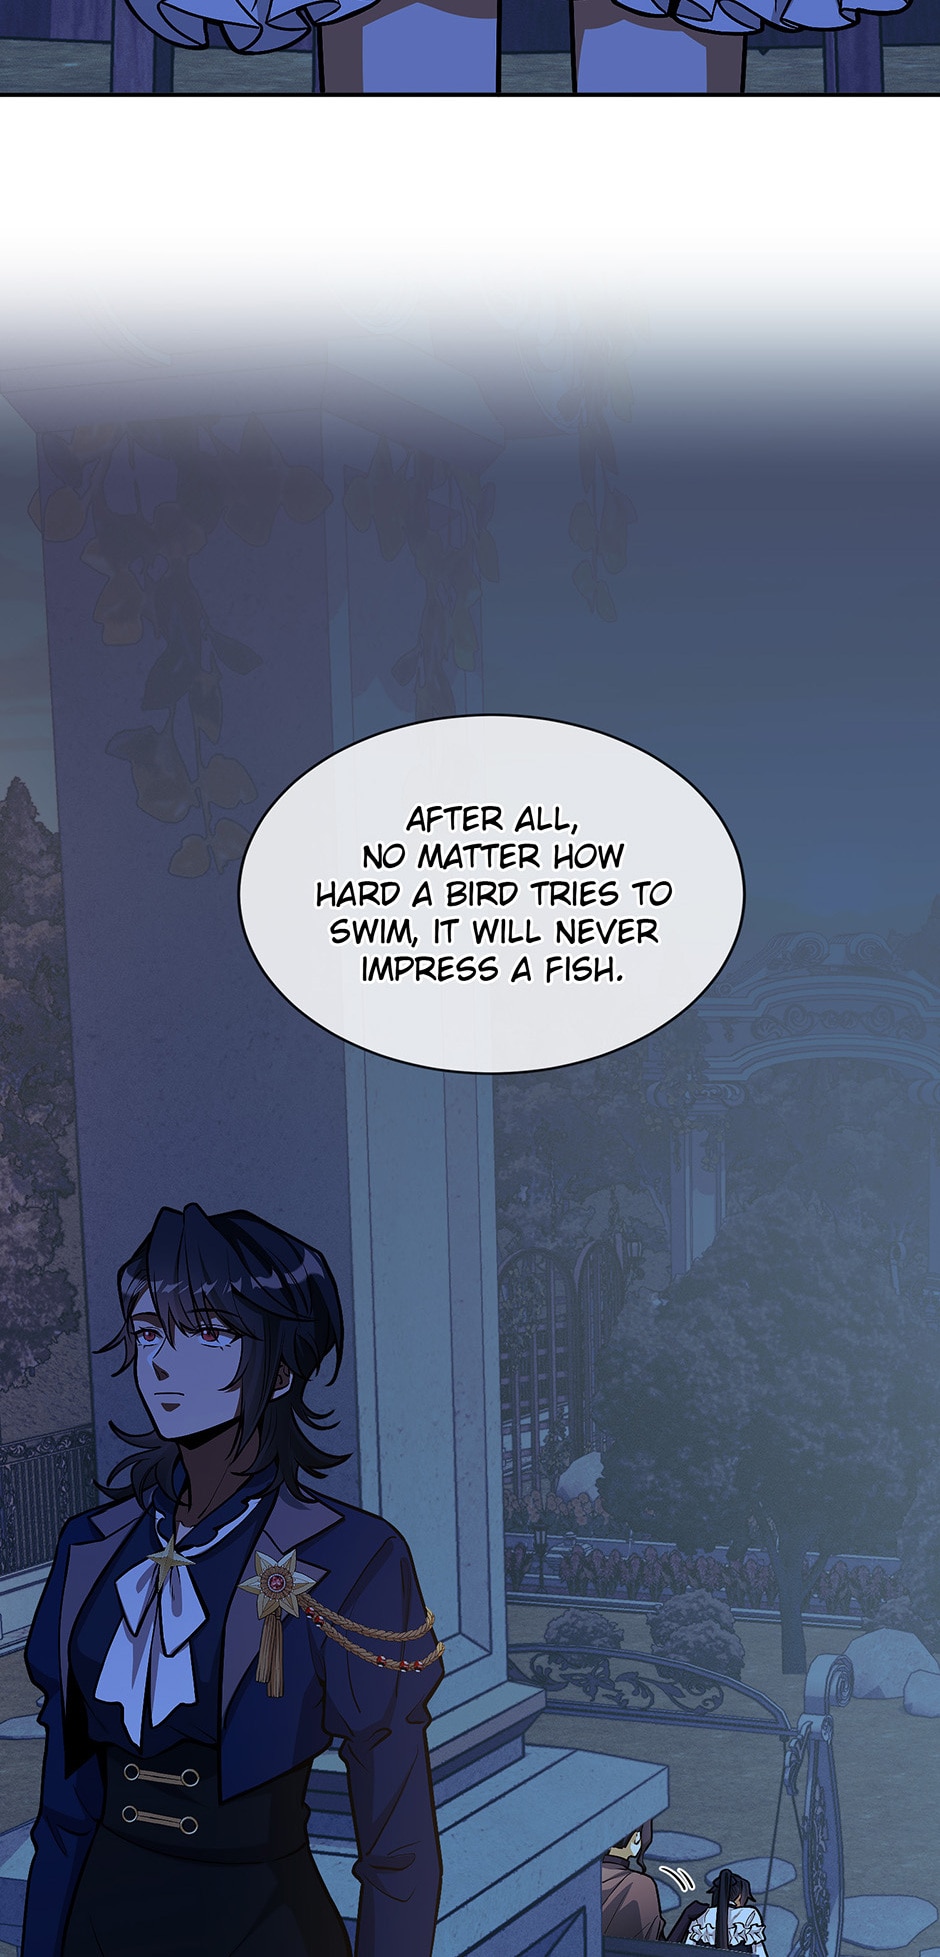 AFTER ALL,
NO MATTER HOW
HARD A BIRD TRIES TO
SWIM, IT WILL NEVER
IMPRESS A FISH.